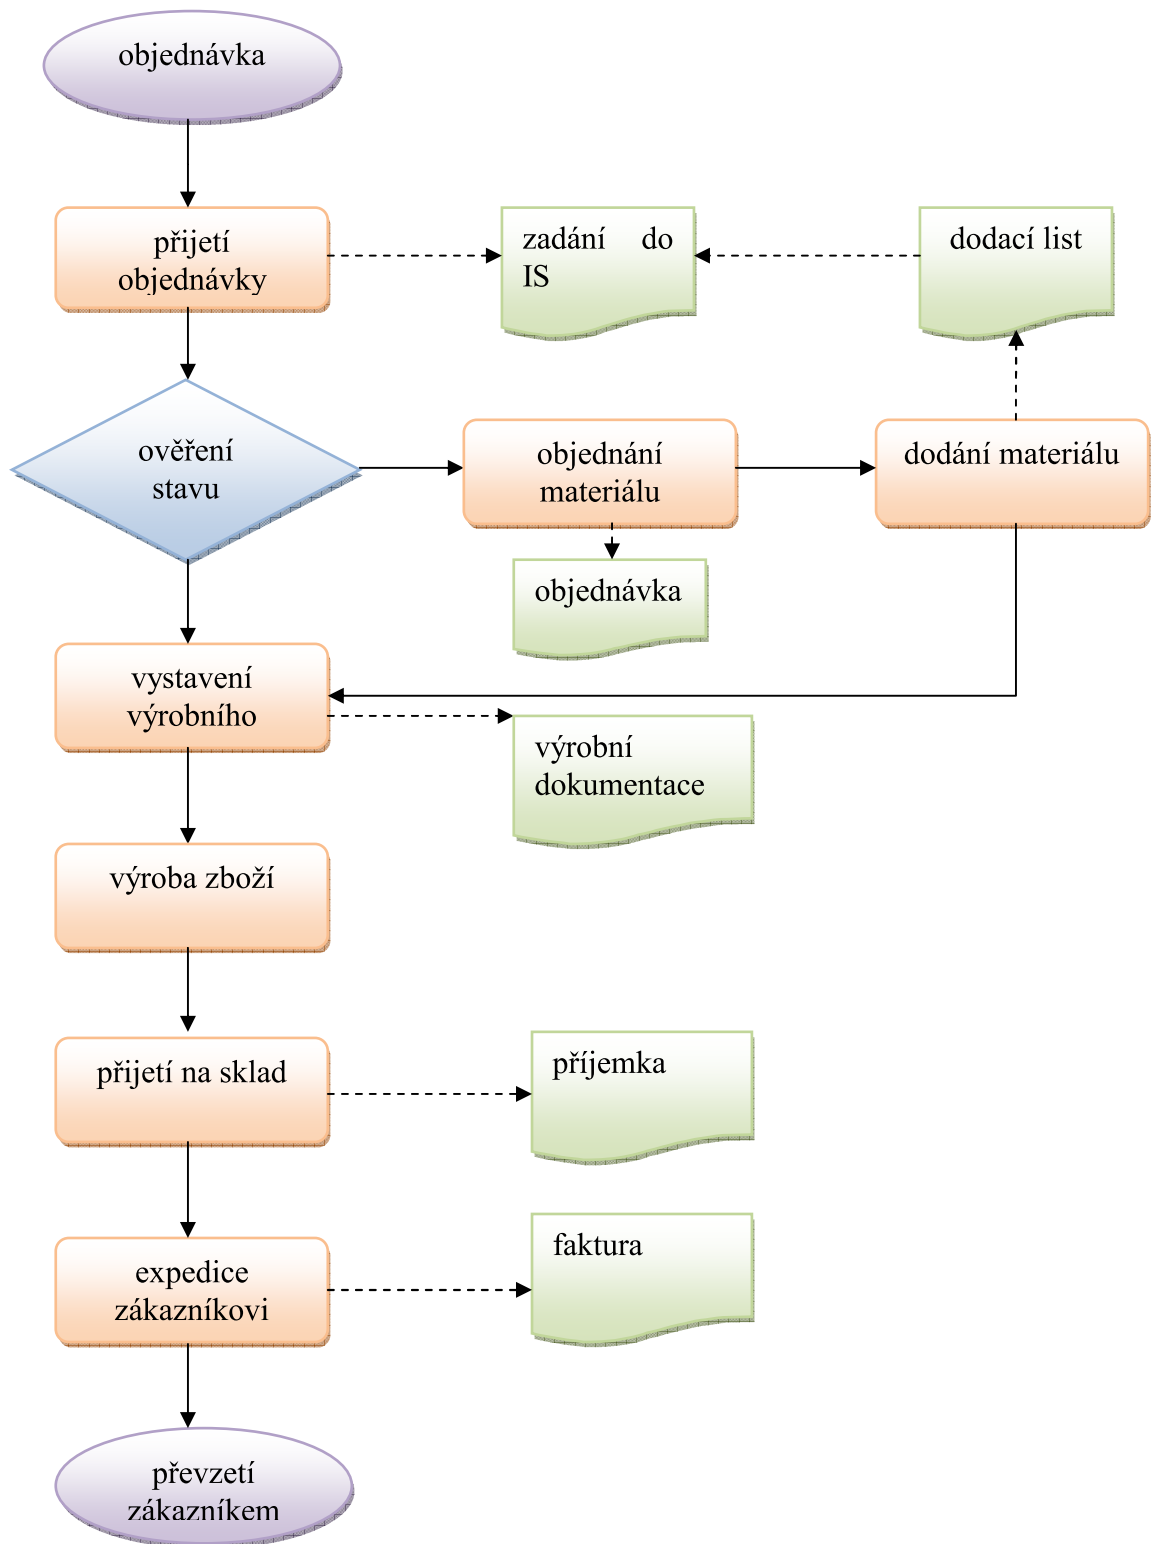 objednávka
přijetí
objednávky
zadání do
IS
dodací list
ověření
stavu
objednání
materiálu
dodání materiálu
objednávka
vystavení
výrobního
výrobní
dokumentace
výroba zboží
přijetí na sklad
příjemka
expedice
zákazníkovi
faktura
převzetí
zákazníkem